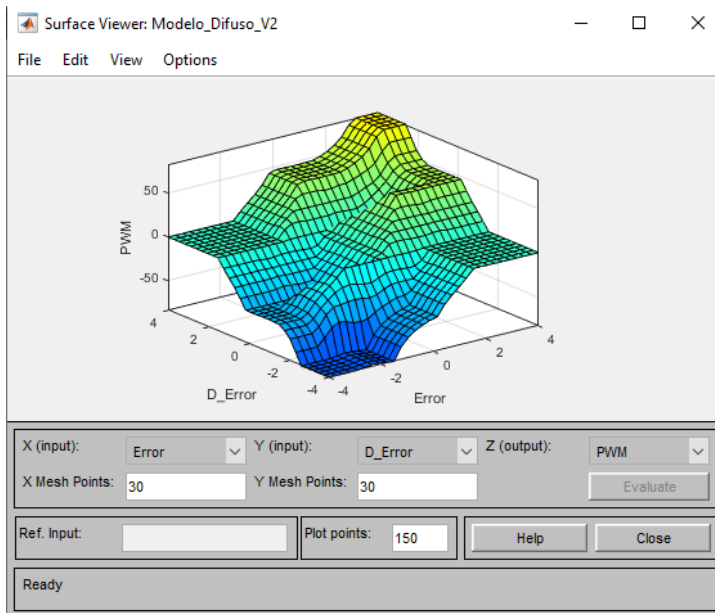 Surface Viewer: Modelo_Difuso_V2
File Edit View Options
50
0
-50
PWM
4
2
0
-2
-4
D_Error
-4
-2
0
2
4
Error
X (input): Error Y (input): D_Error Z (output): PWM
X Mesh Points: 30 Y Mesh Points: 30 Evaluate
Ref. Input: Plot points: 150 Help Close
Ready